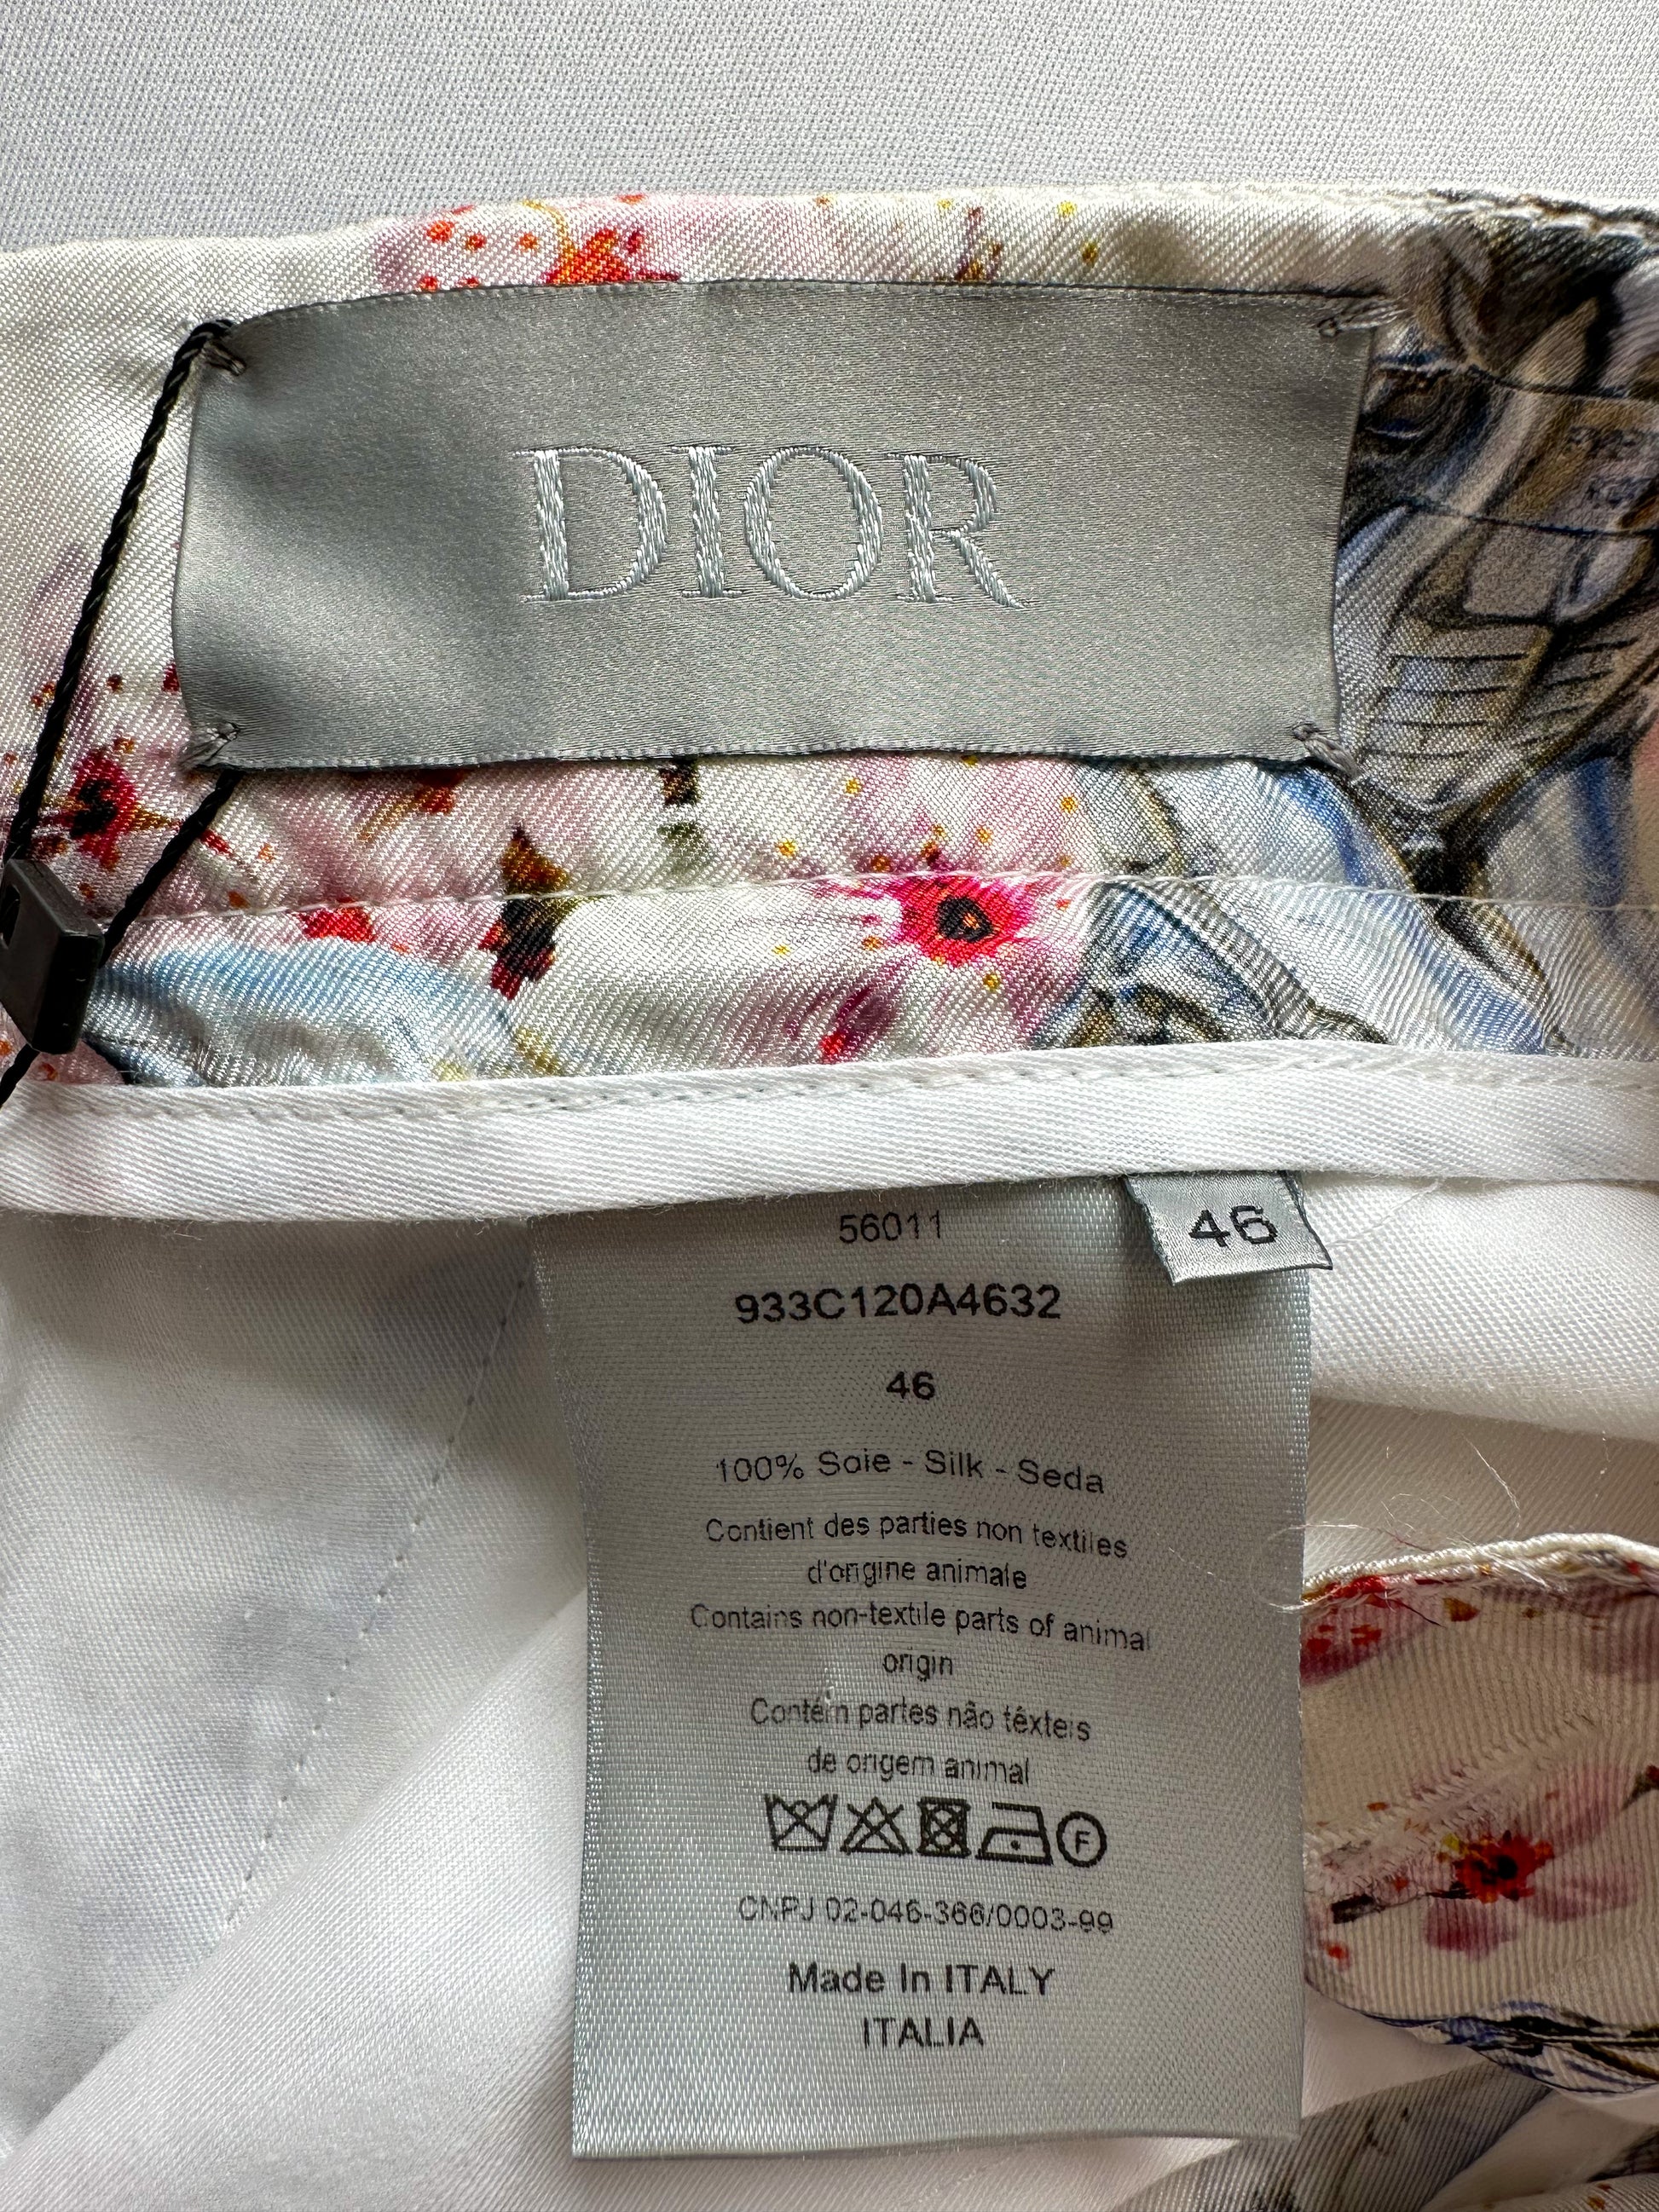 DIOR
46
56011
933C120A4632
46
100% Soie - Silk - Seda
Contient des parties non textiles
d'origine animale
Contains non-textile parts of animal
origin
Contém partes não têxteis
de origem animal
F
CNPJ 02-046-366/0003-99
Made In ITALY
ITALIA